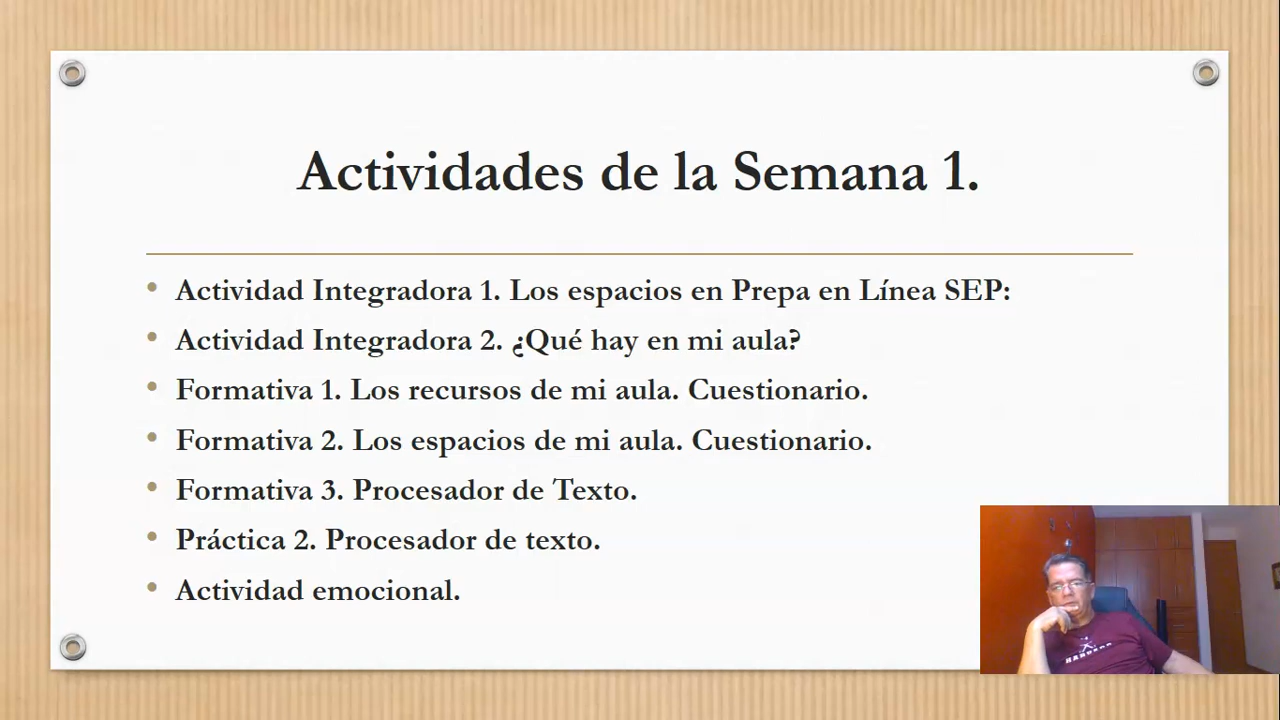 Actividades de la Semana 1.
• Actividad Integradora 1. Los espacios en Prepa en Línea SEP:
• Actividad Integradora 2. ¿Qué hay en mi aula?
• Formativa 1. Los recursos de mi aula. Cuestionario.
• Formativa 2. Los espacios de mi aula. Cuestionario.
• Formativa 3. Procesador de Texto.
• Práctica 2. Procesador de texto.
• Actividad emocional.